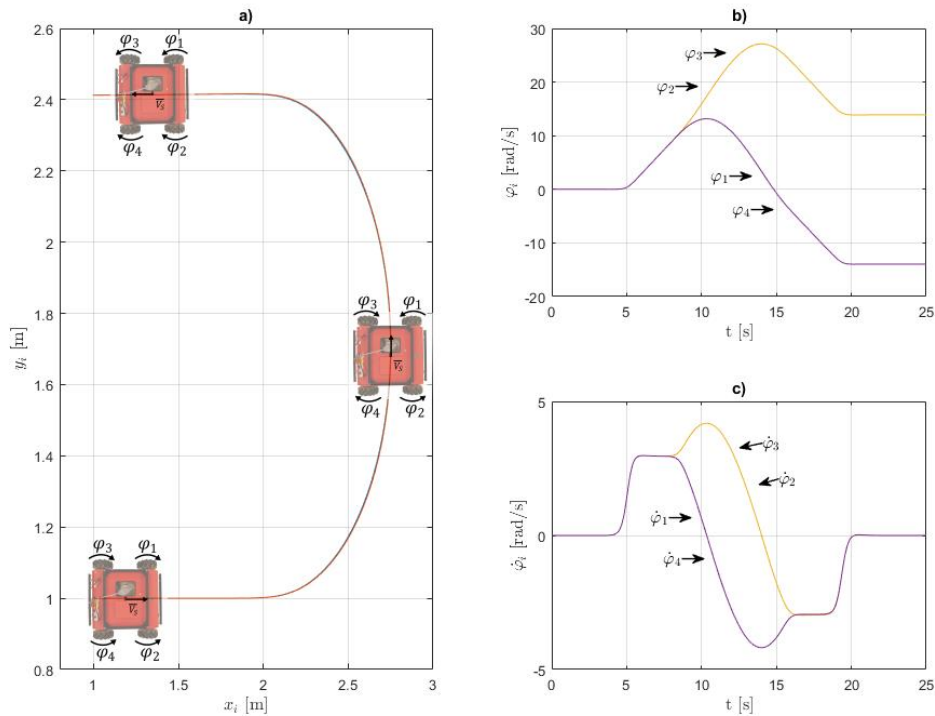 a)
2.6
2.4
2.2
2
1.8
1.6
1.4
1.2
1
0.8
y_i [m]
1 1.5 2 2.5 3
x_i [m]
φ₃ φ₁
V̅_S
φ₄ φ₂
φ₃ φ₁
V̅_S
φ₄ φ₂
φ₃ φ₁
V̅_S
φ₄ φ₂
b)
30
20
10
0
-10
-20
φ_i [rad/s]
φ₃
φ₂
φ₁
φ₄
0 5 10 15 20 25
t [s]
c)
5
0
-5
φ̇_i [rad/s]
φ̇₃
φ̇₂
φ̇₁
φ̇₄
0 5 10 15 20 25
t [s]